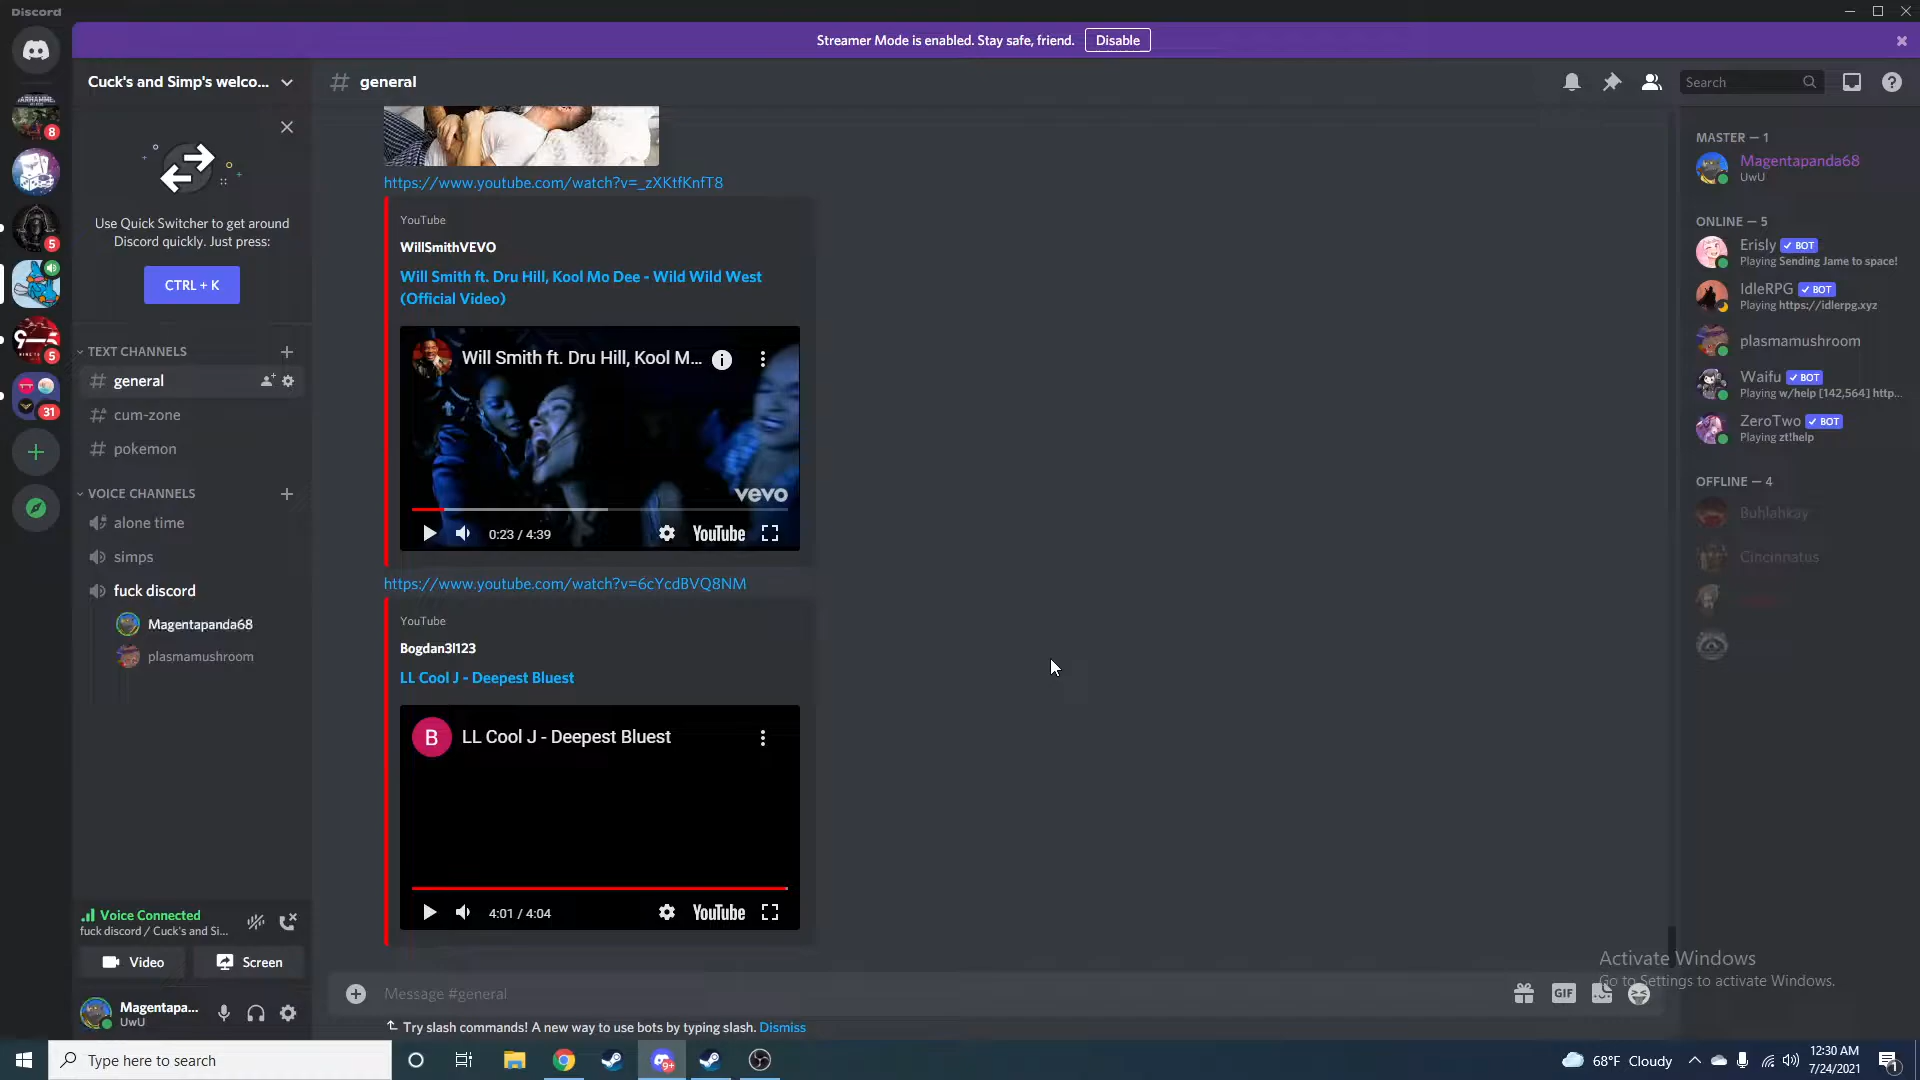 Discord
Streamer Mode is enabled. Stay safe, friend.
Disable
Cuck's and Simp's welco...
general
Search
8
5
5
31
Use Quick Switcher to get around
Discord quickly. Just press:
CTRL + K
TEXT CHANNELS
general
cum-zone
pokemon
VOICE CHANNELS
alone time
simps
fuck discord
Magentapanda68
plasmamushroom
Voice Connected
fuck discord / Cuck's and Si...
Video
Screen
Magentapa...
UwU
https://www.youtube.com/watch?v=_zXKtfKnfT8
YouTube
WillSmithVEVO
Will Smith ft. Dru Hill, Kool Mo Dee - Wild Wild West
(Official Video)
Will Smith ft. Dru Hill, Kool M...
vevo
0:23 / 4:39
YouTube
https://www.youtube.com/watch?v=6cYcdBVQ8NM
YouTube
Bogdan3l123
LL Cool J - Deepest Bluest
B
LL Cool J - Deepest Bluest
4:01 / 4:04
YouTube
Message #general
GIF
Try slash commands! A new way to use bots by typing slash. Dismiss
MASTER — 1
Magentapanda68
UwU
ONLINE — 5
Erisly BOT
Playing Sending Jame to space!
IdleRPG BOT
Playing https://idlerpg.xyz
plasmamushroom
Waifu BOT
Playing w/help [142,564] http...
ZeroTwo BOT
Playing zt!help
OFFLINE — 4
Buhlahkay
Cincinnatus
Activate Windows
Go to Settings to activate Windows.
Type here to search
9+
68°F Cloudy
12:30 AM
7/24/2021
1